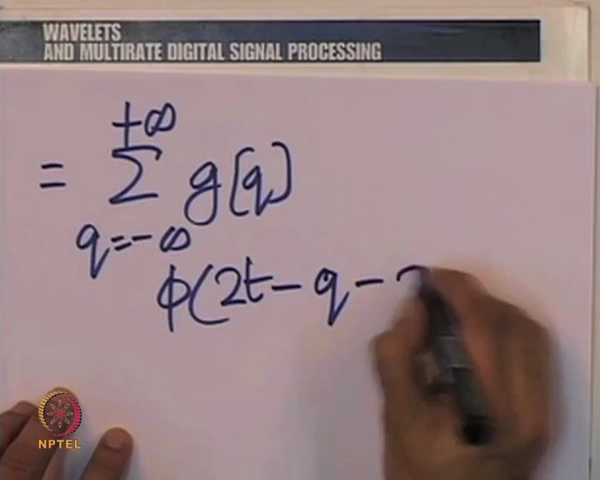 WAVELETS
AND MULTIRATE DIGITAL SIGNAL PROCESSING
+∞
= Σ g[q]
q=-∞
ϕ(2t - q -
NPTEL